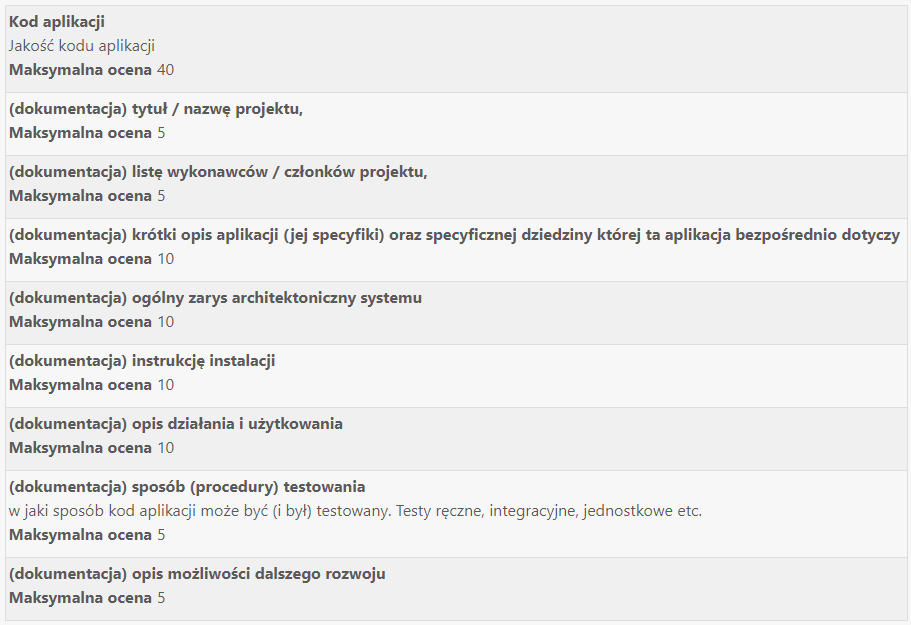 Kod aplikacji
Jakość kodu aplikacji
Maksymalna ocena 40
(dokumentacja) tytuł / nazwę projektu,
Maksymalna ocena 5
(dokumentacja) listę wykonawców / członków projektu,
Maksymalna ocena 5
(dokumentacja) krótki opis aplikacji (jej specyfiki) oraz specyficznej dziedziny której ta aplikacja bezpośrednio dotyczy
Maksymalna ocena 10
(dokumentacja) ogólny zarys architektoniczny systemu
Maksymalna ocena 10
(dokumentacja) instrukcję instalacji
Maksymalna ocena 10
(dokumentacja) opis działania i użytkowania
Maksymalna ocena 10
(dokumentacja) sposób (procedury) testowania
w jaki sposób kod aplikacji może być (i był) testowany. Testy ręczne, integracyjne, jednostkowe etc.
Maksymalna ocena 5
(dokumentacja) opis możliwości dalszego rozwoju
Maksymalna ocena 5